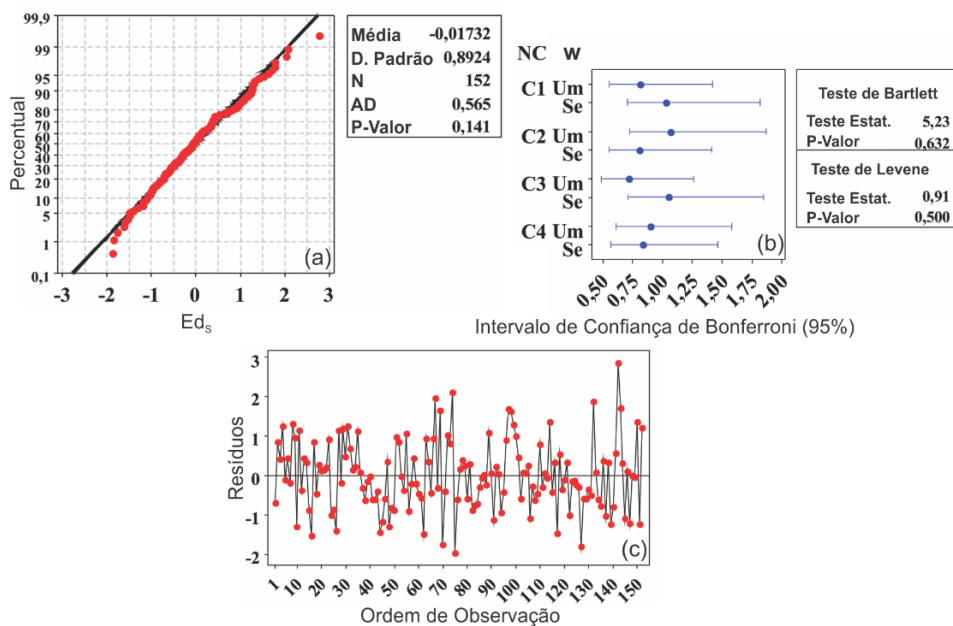 99,9
99
95
90
80
70
60
50
40
30
20
10
5
1
0,1
Percentual
-3 -2 -1 0 1 2 3
Ed_s
(a)
Média -0,01732
D. Padrão 0,8924
N 152
AD 0,565
P-Valor 0,141
NC W
C1 Um
Se
C2 Um
Se
C3 Um
Se
C4 Um
Se
(b)
0,50 0,75 1,00 1,25 1,50 1,75 2,00
Intervalo de Confiança de Bonferroni (95%)
Teste de Bartlett
Teste Estat. 5,23
P-Valor 0,632
Teste de Levene
Teste Estat. 0,91
P-Valor 0,500
3
2
1
0
-1
-2
Resíduos
(c)
1 10 20 30 40 50 60 70 80 90 100 110 120 130 140 150
Ordem de Observação